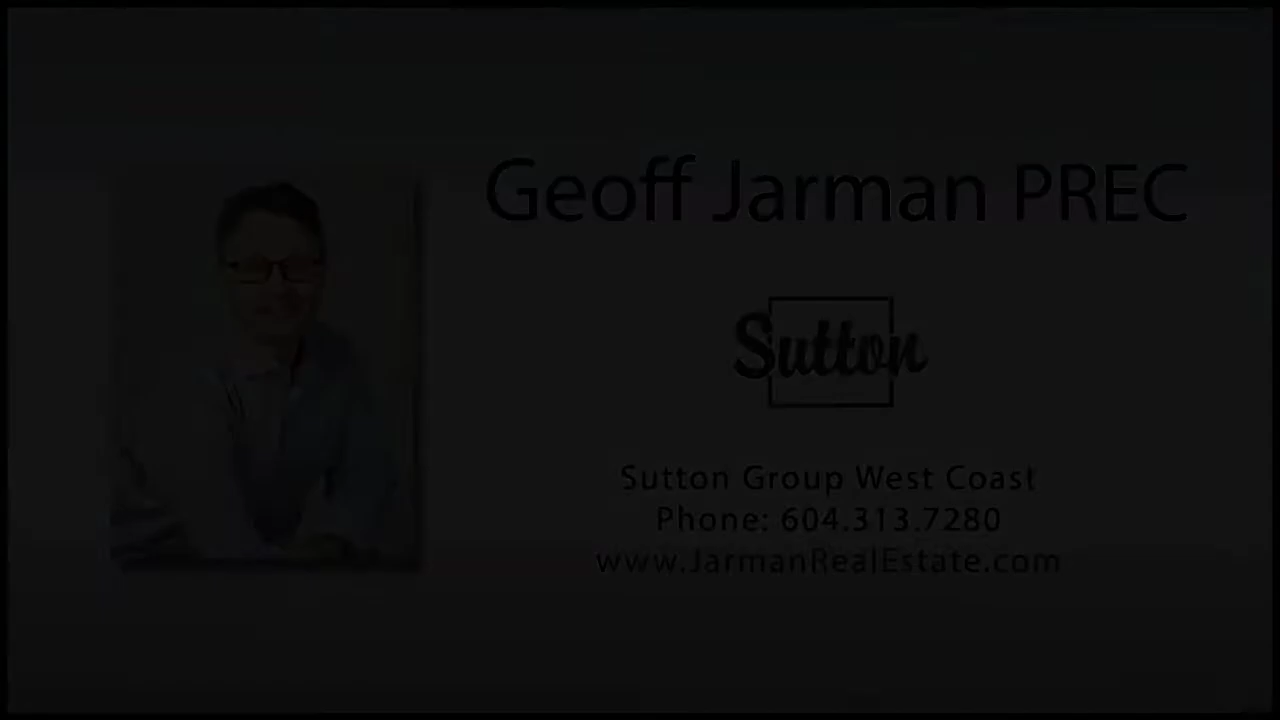 Geoff Jarman PREC
Sutton
Sutton Group West Coast
Phone: 604.313.7280
www.JarmanRealEstate.com